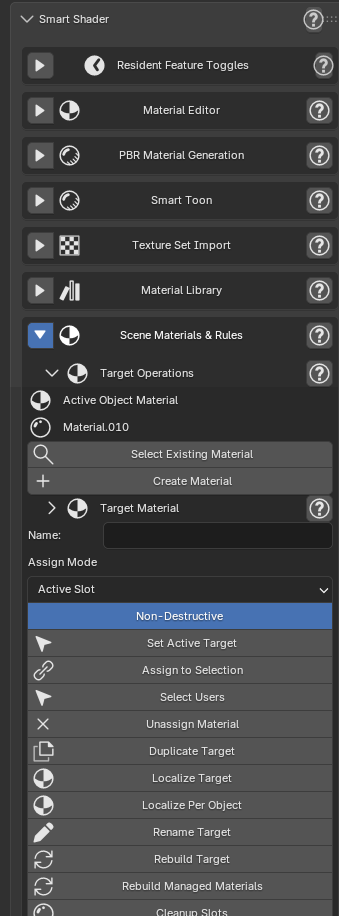 Smart Shader
Resident Feature Toggles
Material Editor
PBR Material Generation
Smart Toon
Texture Set Import
Material Library
Scene Materials & Rules
Target Operations
Active Object Material
Material.010
Select Existing Material
Create Material
Target Material
Name:
Assign Mode
Active Slot
Non-Destructive
Set Active Target
Assign to Selection
Select Users
Unassign Material
Duplicate Target
Localize Target
Localize Per Object
Rename Target
Rebuild Target
Rebuild Managed Materials
Cleanup Slots